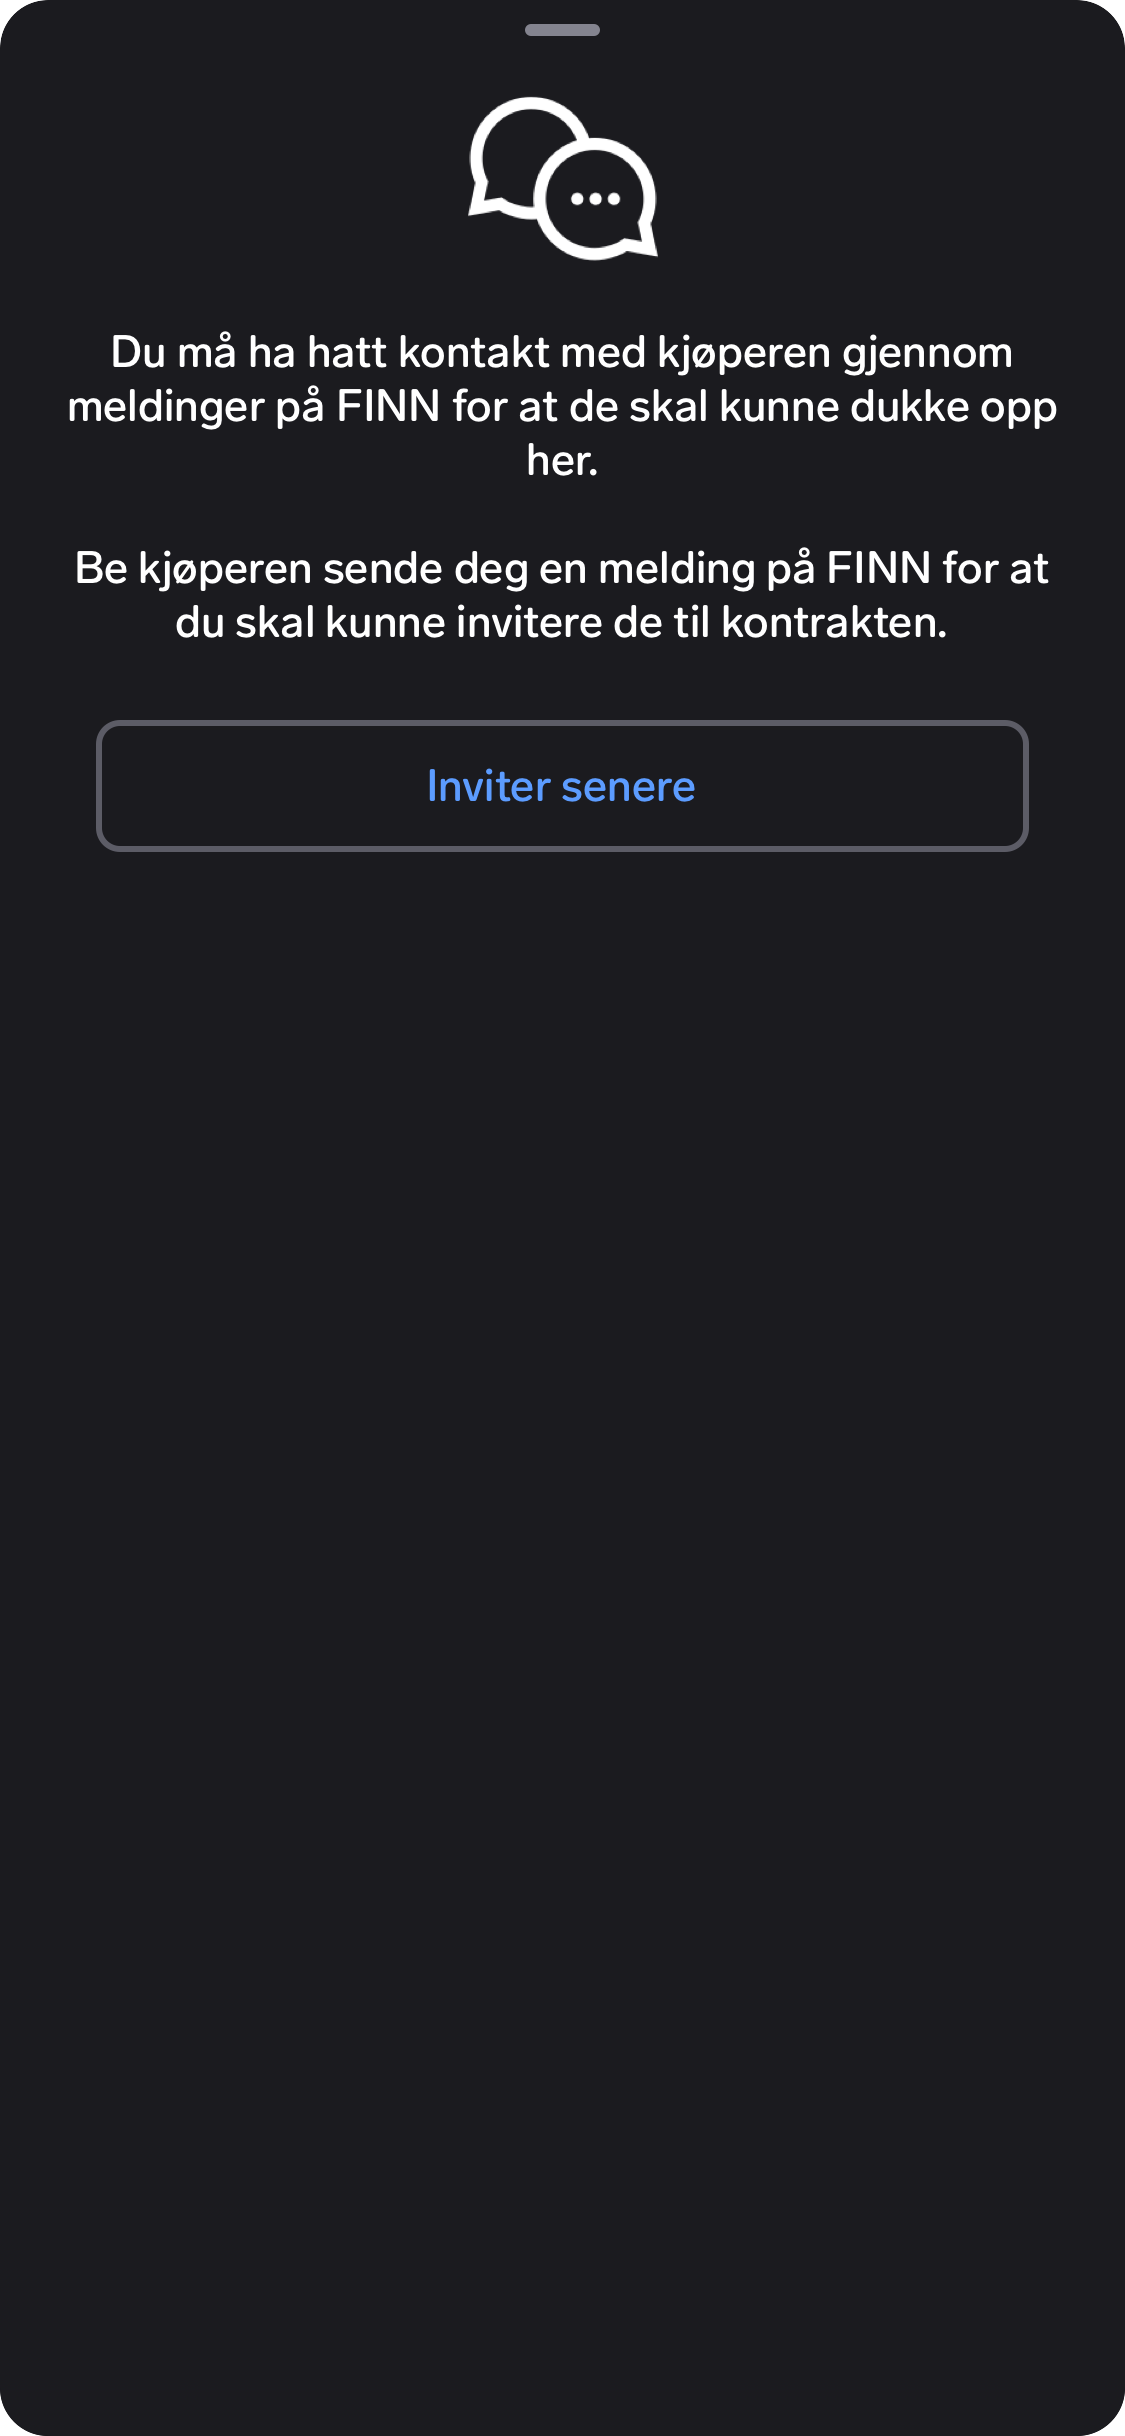 Du må ha hatt kontakt med kjøperen gjennom
meldinger på FINN for at de skal kunne dukke opp
her.
Be kjøperen sende deg en melding på FINN for at
du skal kunne invitere de til kontrakten.
Inviter senere